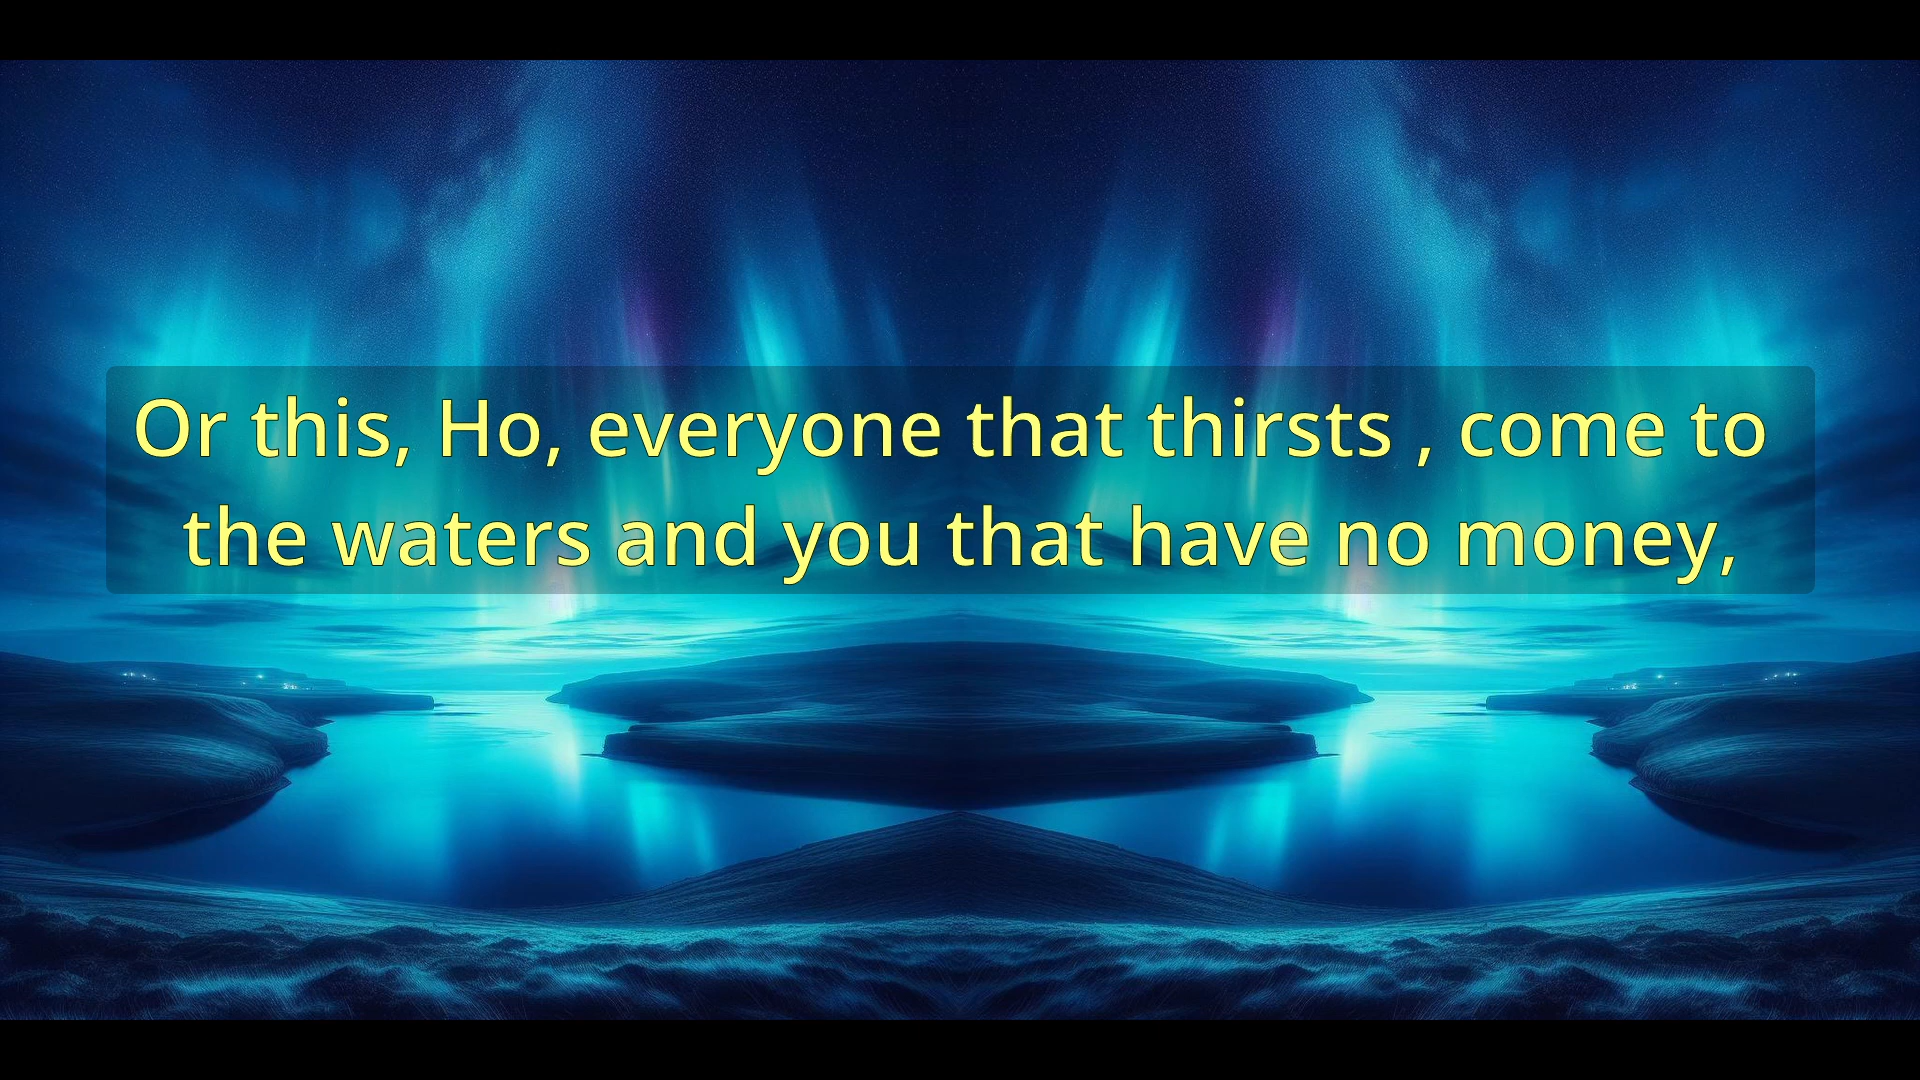 Or this, Ho, everyone that thirsts , come to
the waters and you that have no money,